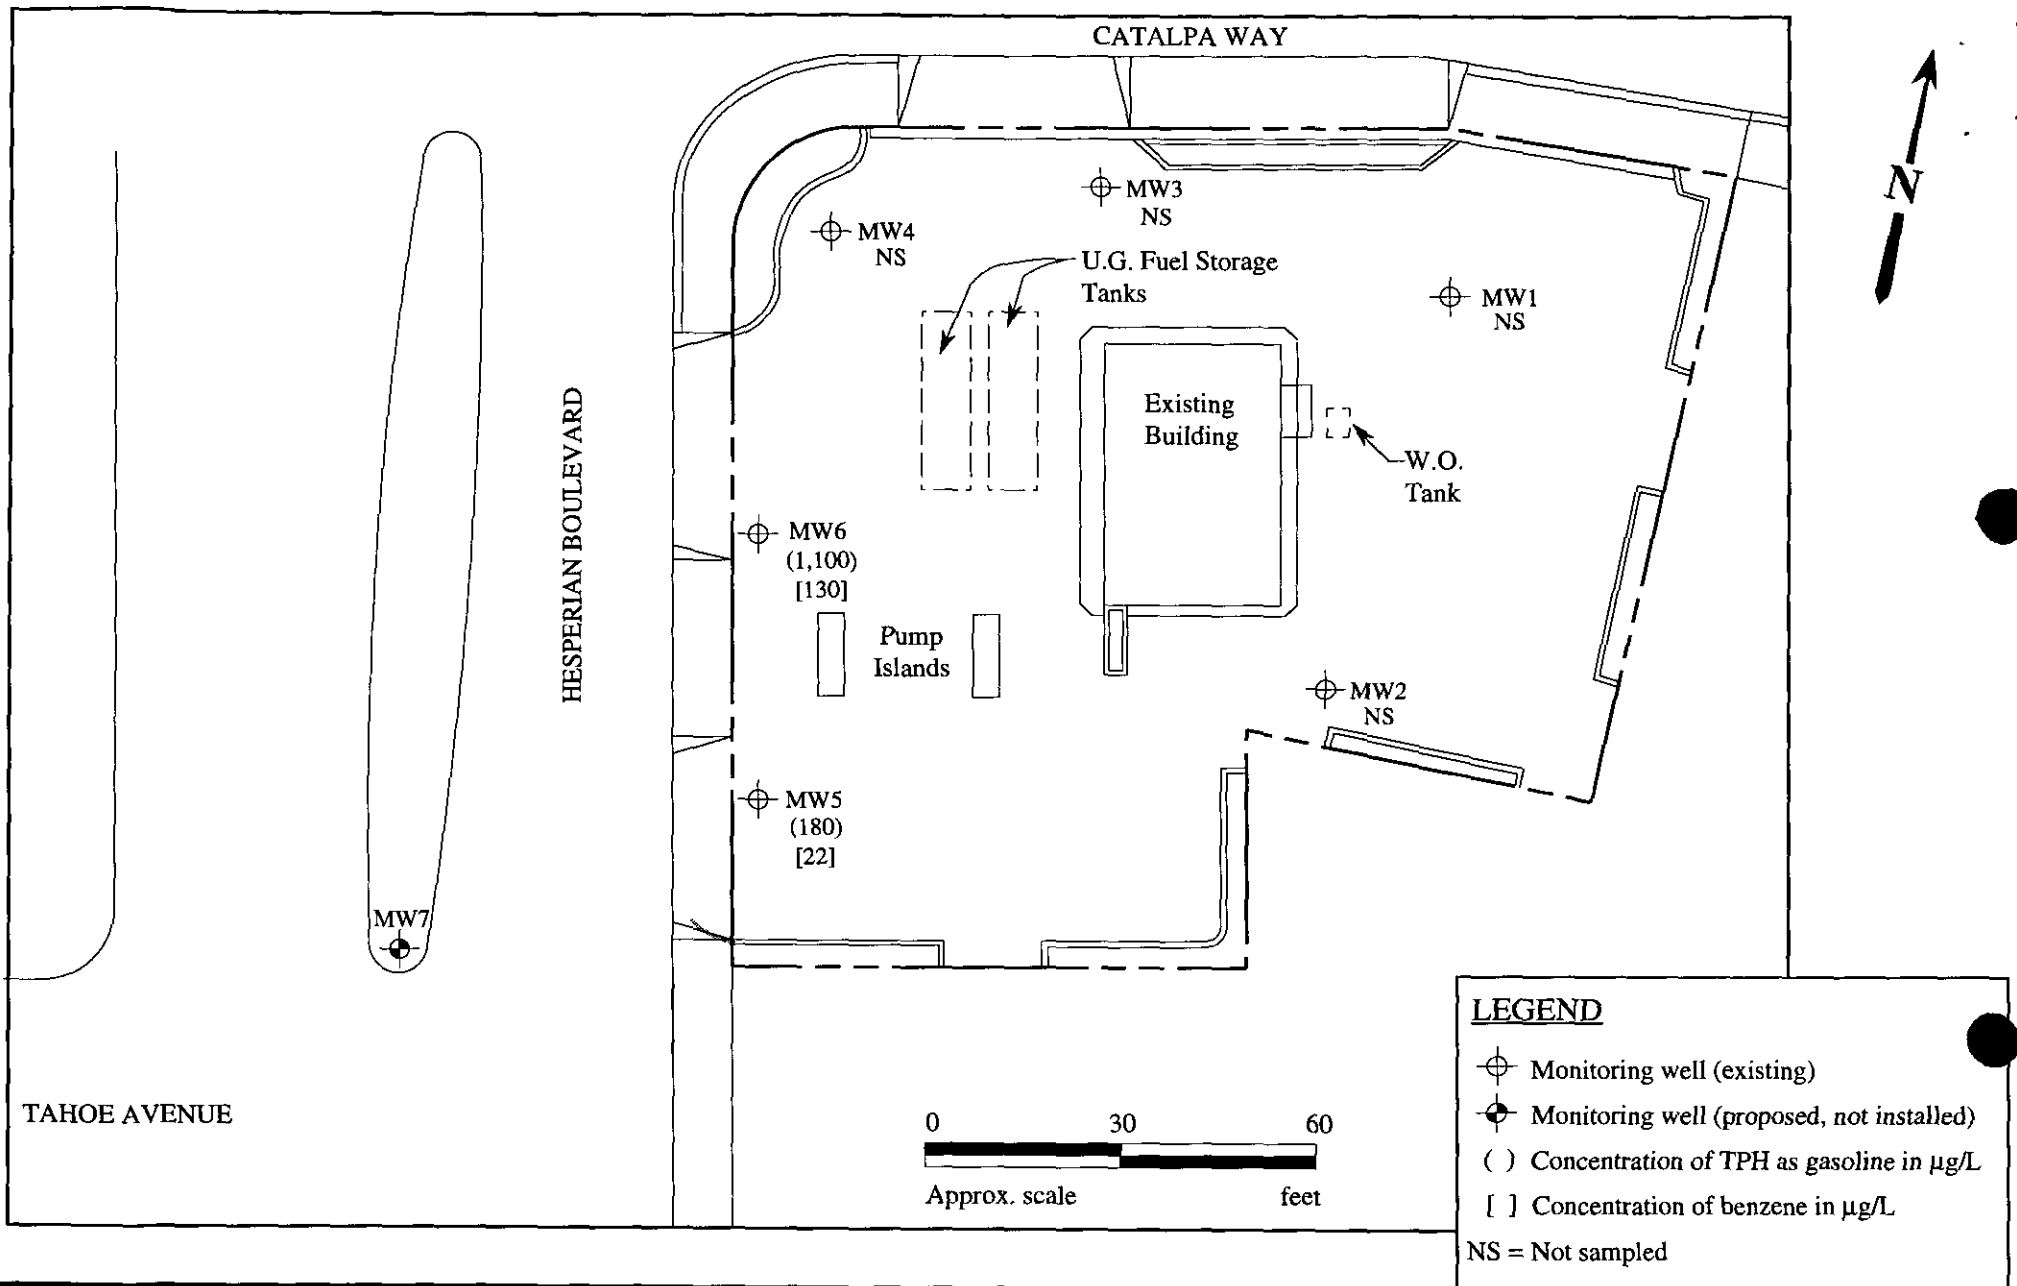 CATALPA WAY
N
MW3
NS
MW4
NS
U.G. Fuel Storage
Tanks
MW1
NS
HESPERIAN BOULEVARD
Existing
Building
W.O.
Tank
MW6
(1,100)
[130]
Pump
Islands
MW2
NS
MW5
(180)
[22]
MW7
TAHOE AVENUE
0 30 60
Approx. scale feet
LEGEND
Monitoring well (existing)
Monitoring well (proposed, not installed)
( ) Concentration of TPH as gasoline in µg/L
[ ] Concentration of benzene in µg/L
NS = Not sampled